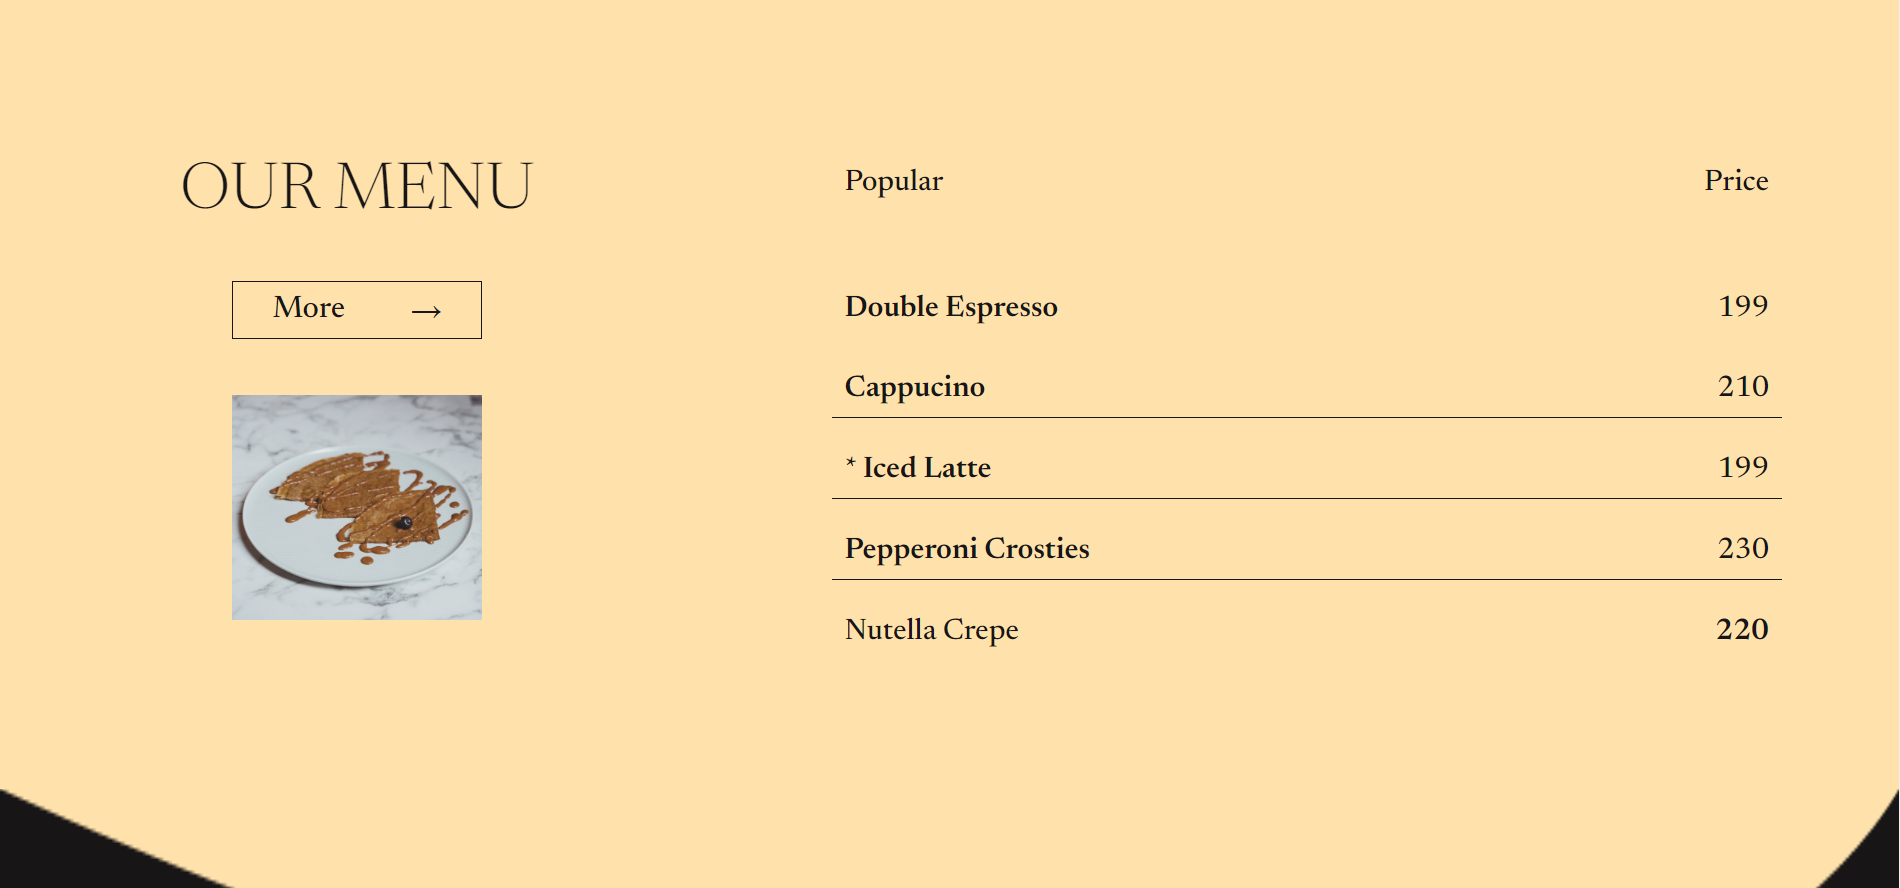 OUR MENU
More →
Popular Price
Double Espresso 199
Cappucino 210
* Iced Latte 199
Pepperoni Crosties 230
Nutella Crepe 220